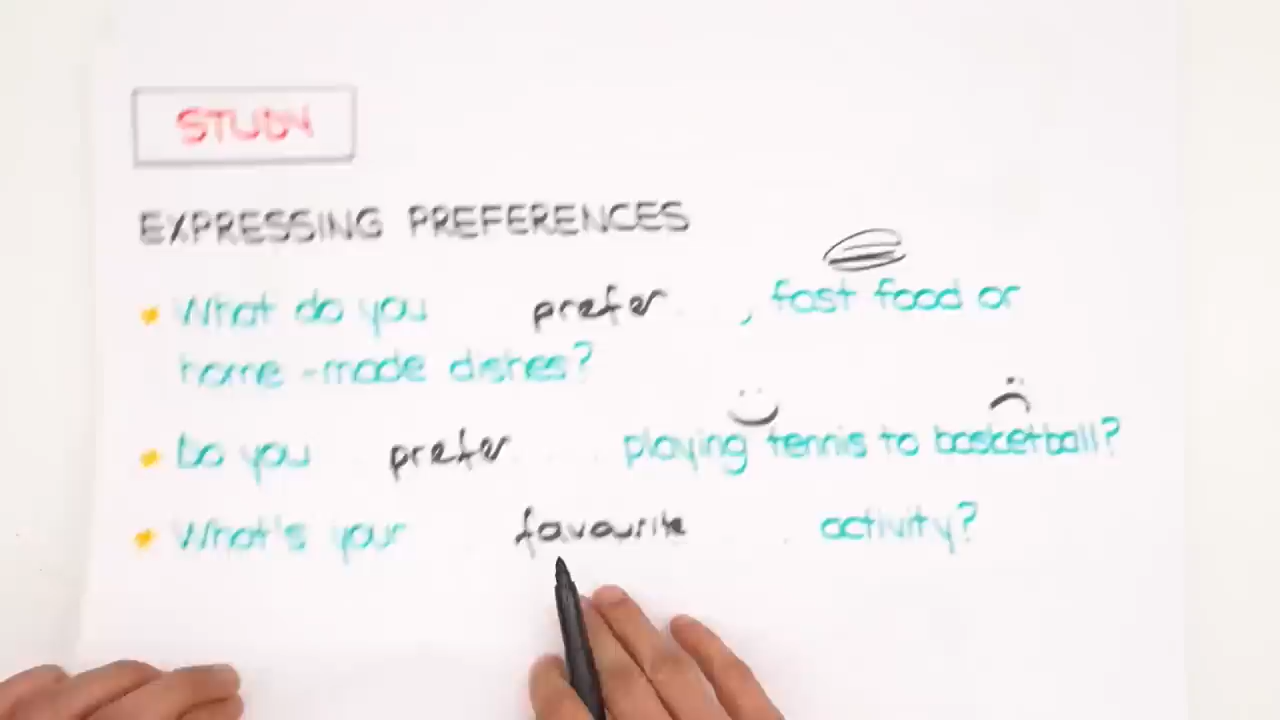 STUDY
EXPRESSING PREFERENCES
What do you prefer , fast food or
home-made dishes?
Do you prefer playing tennis to basketball?
What's your favourite activity?